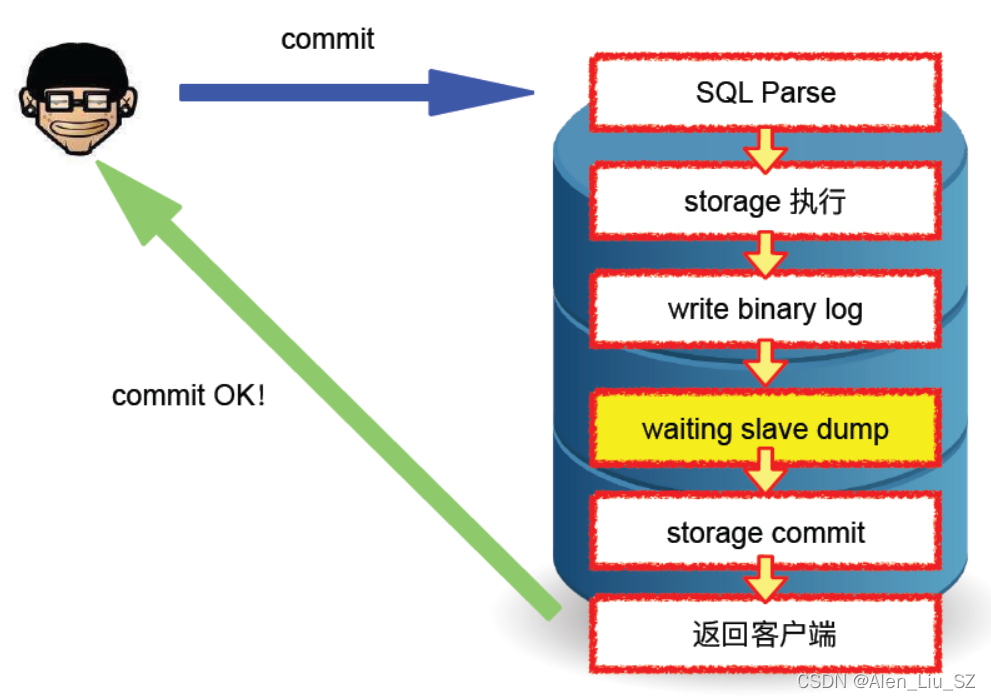 commit
SQL Parse
storage 执行
write binary log
commit OK!
waiting slave dump
storage commit
返回客户端
CSDN @Alen_Liu_SZ